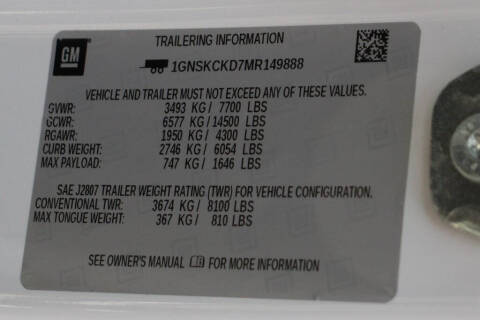 GM
TRAILERING INFORMATION
1GNSKCKD7MR149888
VEHICLE AND TRAILER MUST NOT EXCEED ANY OF THESE VALUES.
GVWR: 3493 KG / 7700 LBS
GCWR: 6577 KG / 14500 LBS
RGAWR: 1950 KG / 4300 LBS
CURB WEIGHT: 2746 KG / 6054 LBS
MAX PAYLOAD: 747 KG / 1646 LBS
SAE J2807 TRAILER WEIGHT RATING (TWR) FOR VEHICLE CONFIGURATION.
CONVENTIONAL TWR: 3674 KG / 8100 LBS
MAX TONGUE WEIGHT: 367 KG / 810 LBS
SEE OWNER'S MANUAL FOR MORE INFORMATION